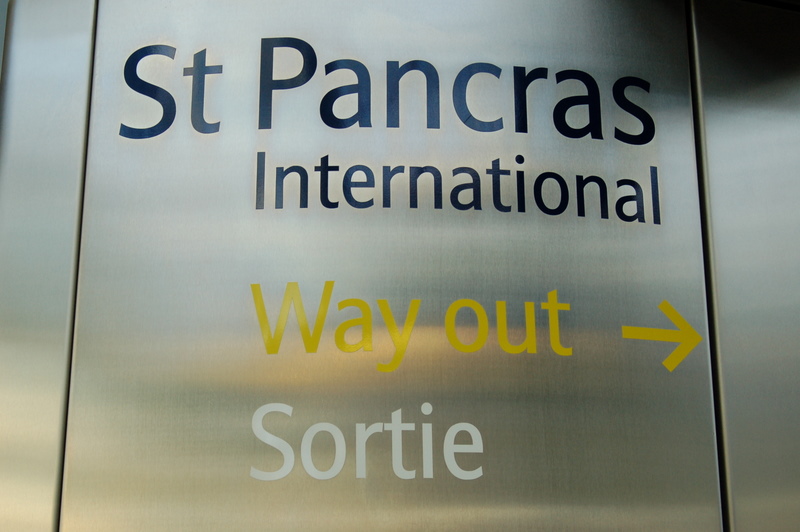 St Pancras
International
Way out →
Sortie